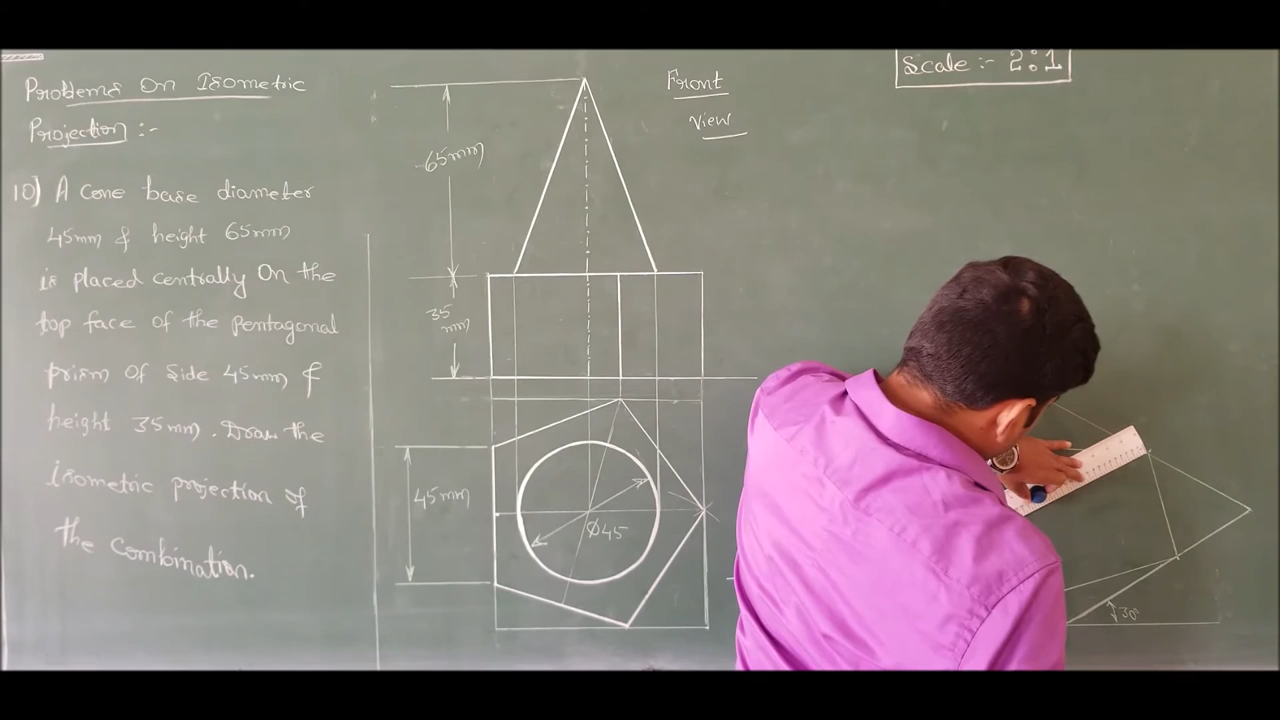 Problems On Isometric
Projection :-
10) A Cone base diameter
45mm & height 65mm
is placed centrally On the
top face of the pentagonal
prism of side 45mm &
height 35mm. Draw the
isometric projection of
the combination.
65mm
35
mm
45mm
Ø45
Front
View
Scale :- 2:1
30°